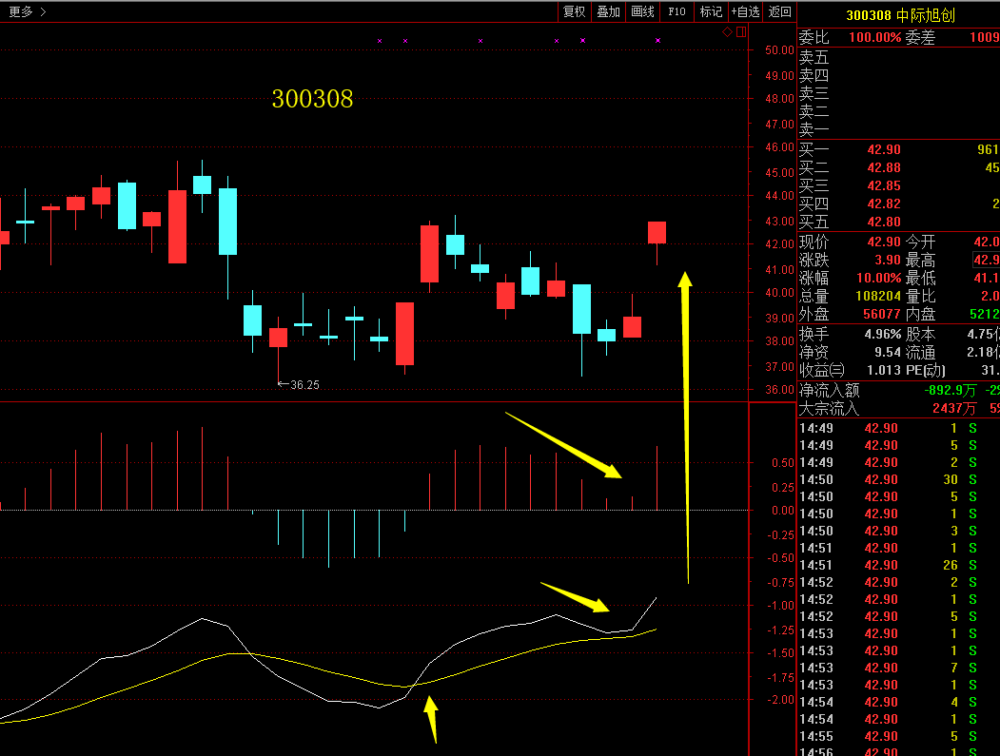 更多 >
复权 叠加 画线 F10 标记 +自选 返回
300308 中际旭创
300308
50.00
49.00
48.00
47.00
46.00
45.00
44.00
43.00
42.00
41.00
40.00
39.00
38.00
37.00
36.00
←36.25
0.50
0.25
0.00
-0.25
-0.50
-0.75
-1.00
-1.25
-1.50
-1.75
-2.00
委比 100.00% 委差 1009
卖五
卖四
卖三
卖二
卖一
买一 42.90 961
买二 42.88 45
买三 42.85
买四 42.82 2
买五 42.80
现价 42.90 今开 42.0
涨跌 3.90 最高 42.9
涨幅 10.00% 最低 41.1
总量 108204 量比 2.0
外盘 56077 内盘 5212
换手 4.96% 股本 4.75亿
净资 9.54 流通 2.18亿
收益㈢ 1.013 PE(动) 31.
净流入额 -892.9万 -2
大宗流入 2437万 5
14:49 42.90 1 S
14:49 42.90 5 S
14:49 42.90 2 S
14:50 42.90 30 S
14:50 42.90 5 S
14:50 42.90 1 S
14:50 42.90 3 S
14:51 42.90 1 S
14:51 42.90 26 S
14:52 42.90 2 S
14:52 42.90 1 S
14:52 42.90 5 S
14:53 42.90 1 S
14:53 42.90 1 S
14:53 42.90 7 S
14:53 42.90 1 S
14:54 42.90 4 S
14:54 42.90 1 S
14:55 42.90 5 S
14:56 42.90 1 S